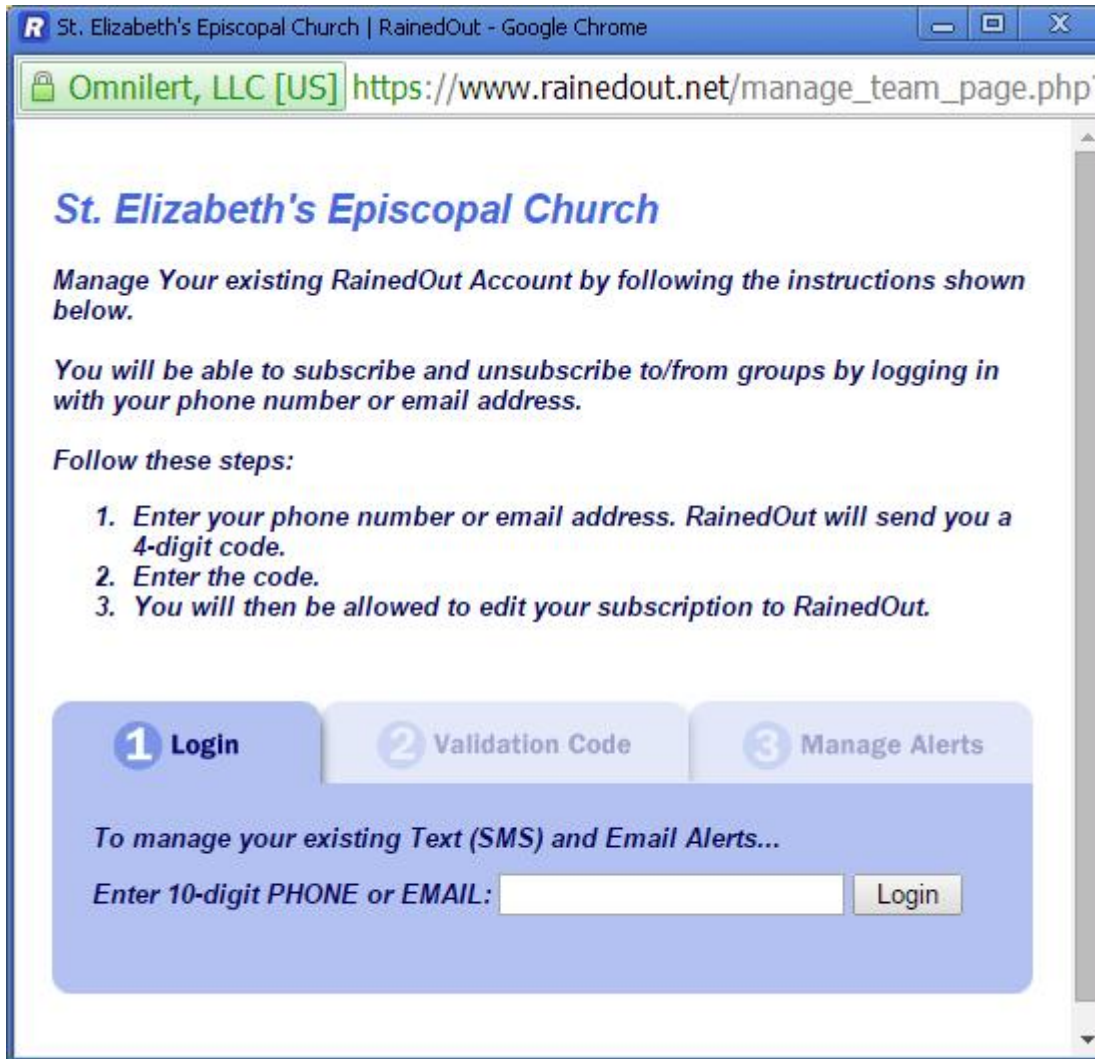 R St. Elizabeth's Episcopal Church | RainedOut - Google Chrome
Omnilert, LLC [US] https://www.rainedout.net/manage_team_page.php
St. Elizabeth's Episcopal Church
Manage Your existing RainedOut Account by following the instructions shown
below.
You will be able to subscribe and unsubscribe to/from groups by logging in
with your phone number or email address.
Follow these steps:
1. Enter your phone number or email address. RainedOut will send you a
4-digit code.
2. Enter the code.
3. You will then be allowed to edit your subscription to RainedOut.
1 Login
2 Validation Code
3 Manage Alerts
To manage your existing Text (SMS) and Email Alerts...
Enter 10-digit PHONE or EMAIL: Login